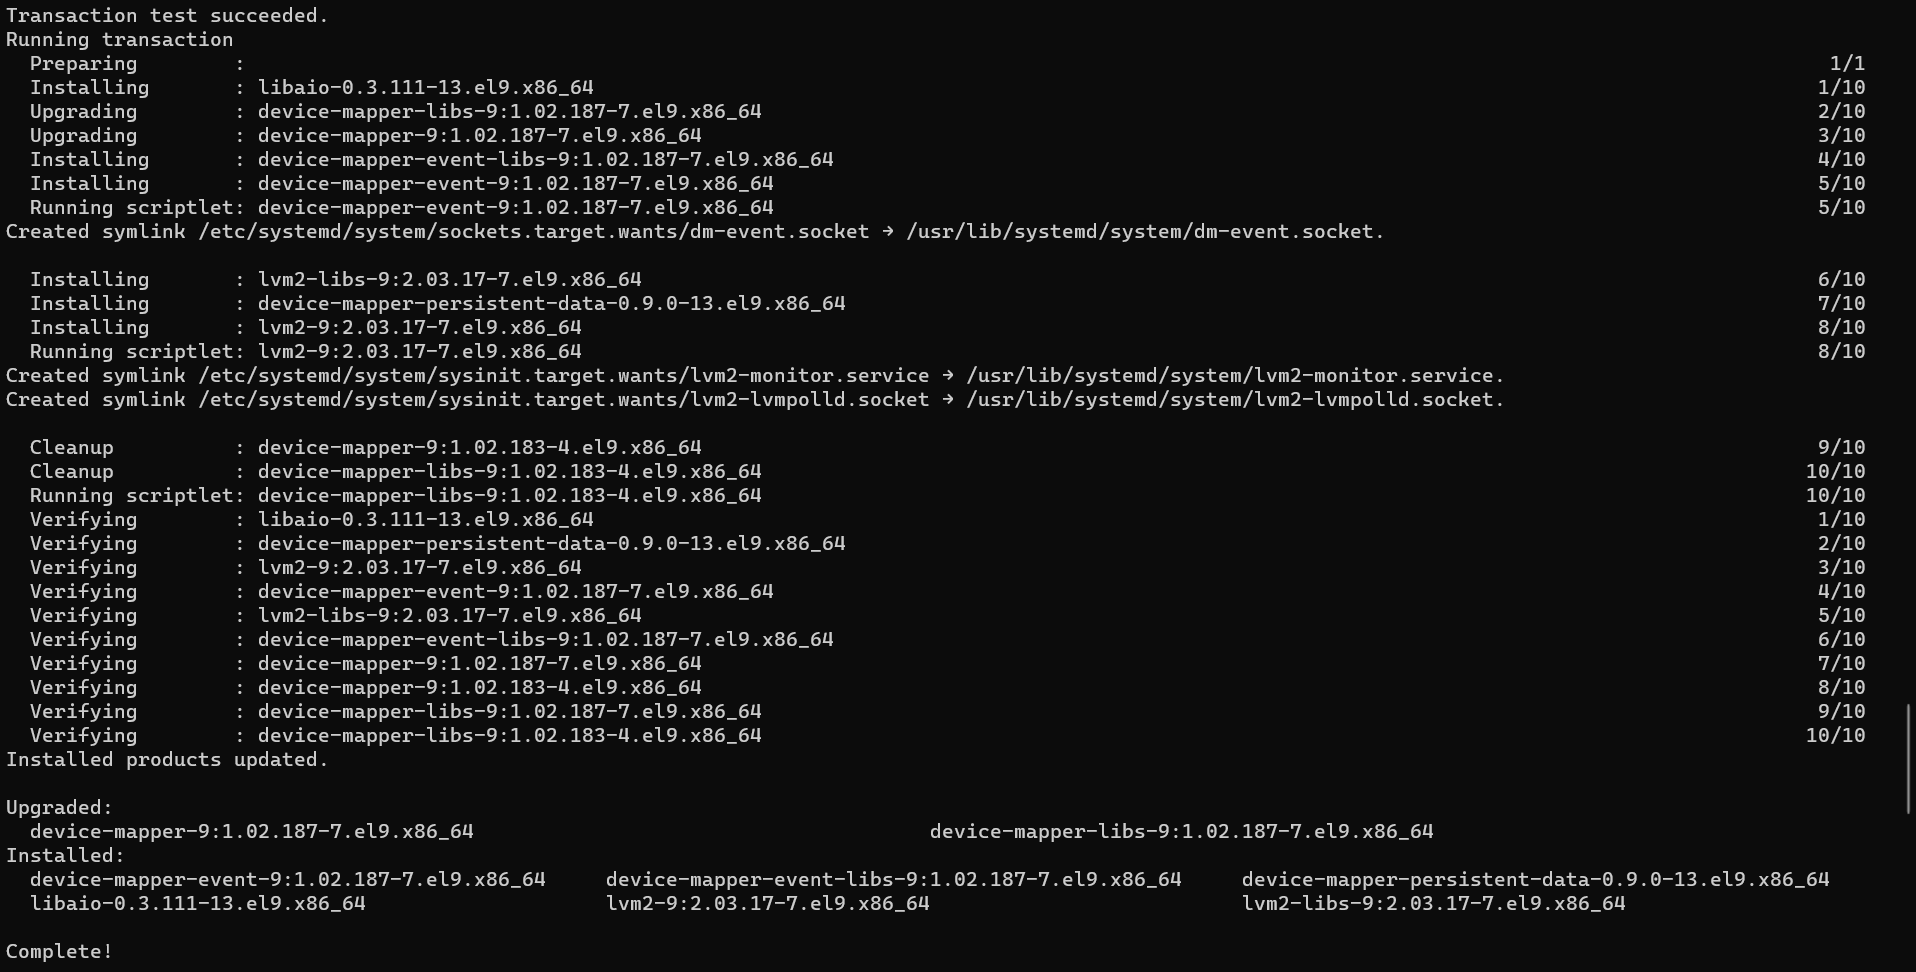 Transaction test succeeded.
Running transaction
  Preparing        :                                                                                                                                    1/1
  Installing       : libaio-0.3.111-13.el9.x86_64                                                                                                      1/10
  Upgrading        : device-mapper-libs-9:1.02.187-7.el9.x86_64                                                                                        2/10
  Upgrading        : device-mapper-9:1.02.187-7.el9.x86_64                                                                                             3/10
  Installing       : device-mapper-event-libs-9:1.02.187-7.el9.x86_64                                                                                  4/10
  Installing       : device-mapper-event-9:1.02.187-7.el9.x86_64                                                                                       5/10
  Running scriptlet: device-mapper-event-9:1.02.187-7.el9.x86_64                                                                                       5/10
Created symlink /etc/systemd/system/sockets.target.wants/dm-event.socket → /usr/lib/systemd/system/dm-event.socket.

  Installing       : lvm2-libs-9:2.03.17-7.el9.x86_64                                                                                                  6/10
  Installing       : device-mapper-persistent-data-0.9.0-13.el9.x86_64                                                                                 7/10
  Installing       : lvm2-9:2.03.17-7.el9.x86_64                                                                                                       8/10
  Running scriptlet: lvm2-9:2.03.17-7.el9.x86_64                                                                                                       8/10
Created symlink /etc/systemd/system/sysinit.target.wants/lvm2-monitor.service → /usr/lib/systemd/system/lvm2-monitor.service.
Created symlink /etc/systemd/system/sysinit.target.wants/lvm2-lvmpolld.socket → /usr/lib/systemd/system/lvm2-lvmpolld.socket.

  Cleanup          : device-mapper-9:1.02.183-4.el9.x86_64                                                                                             9/10
  Cleanup          : device-mapper-libs-9:1.02.183-4.el9.x86_64                                                                                       10/10
  Running scriptlet: device-mapper-libs-9:1.02.183-4.el9.x86_64                                                                                       10/10
  Verifying        : libaio-0.3.111-13.el9.x86_64                                                                                                      1/10
  Verifying        : device-mapper-persistent-data-0.9.0-13.el9.x86_64                                                                                 2/10
  Verifying        : lvm2-9:2.03.17-7.el9.x86_64                                                                                                       3/10
  Verifying        : device-mapper-event-9:1.02.187-7.el9.x86_64                                                                                       4/10
  Verifying        : lvm2-libs-9:2.03.17-7.el9.x86_64                                                                                                  5/10
  Verifying        : device-mapper-event-libs-9:1.02.187-7.el9.x86_64                                                                                  6/10
  Verifying        : device-mapper-9:1.02.187-7.el9.x86_64                                                                                             7/10
  Verifying        : device-mapper-9:1.02.183-4.el9.x86_64                                                                                             8/10
  Verifying        : device-mapper-libs-9:1.02.187-7.el9.x86_64                                                                                        9/10
  Verifying        : device-mapper-libs-9:1.02.183-4.el9.x86_64                                                                                       10/10
Installed products updated.

Upgraded:
  device-mapper-9:1.02.187-7.el9.x86_64                                      device-mapper-libs-9:1.02.187-7.el9.x86_64
Installed:
  device-mapper-event-9:1.02.187-7.el9.x86_64     device-mapper-event-libs-9:1.02.187-7.el9.x86_64     device-mapper-persistent-data-0.9.0-13.el9.x86_64
  libaio-0.3.111-13.el9.x86_64                    lvm2-9:2.03.17-7.el9.x86_64                          lvm2-libs-9:2.03.17-7.el9.x86_64

Complete!